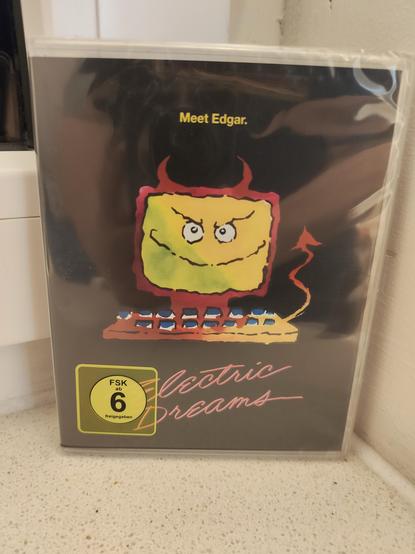 Meet Edgar.
Electric
Dreams
FSK
ab
6
freigegeben